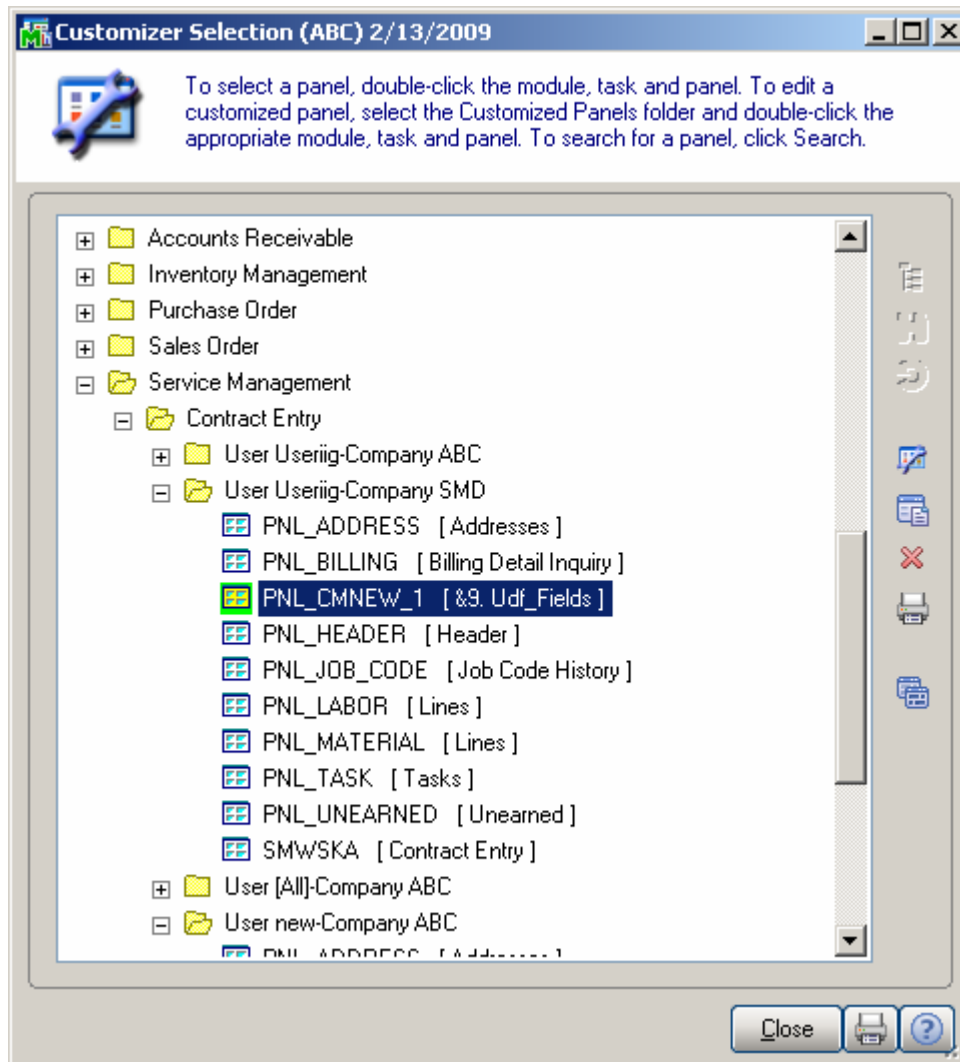 Customizer Selection (ABC) 2/13/2009
To select a panel, double-click the module, task and panel. To edit a
customized panel, select the Customized Panels folder and double-click the
appropriate module, task and panel. To search for a panel, click Search.
Accounts Receivable
Inventory Management
Purchase Order
Sales Order
Service Management
Contract Entry
User Useriig-Company ABC
User Useriig-Company SMD
PNL_ADDRESS [ Addresses ]
PNL_BILLING [ Billing Detail Inquiry ]
PNL_CMNEW_1 [ &9. Udf_Fields ]
PNL_HEADER [ Header ]
PNL_JOB_CODE [ Job Code History ]
PNL_LABOR [ Lines ]
PNL_MATERIAL [ Lines ]
PNL_TASK [ Tasks ]
PNL_UNEARNED [ Unearned ]
SMWSKA [ Contract Entry ]
User [All]-Company ABC
User new-Company ABC
PNL_ADDRESS [ Addresses ]
Close